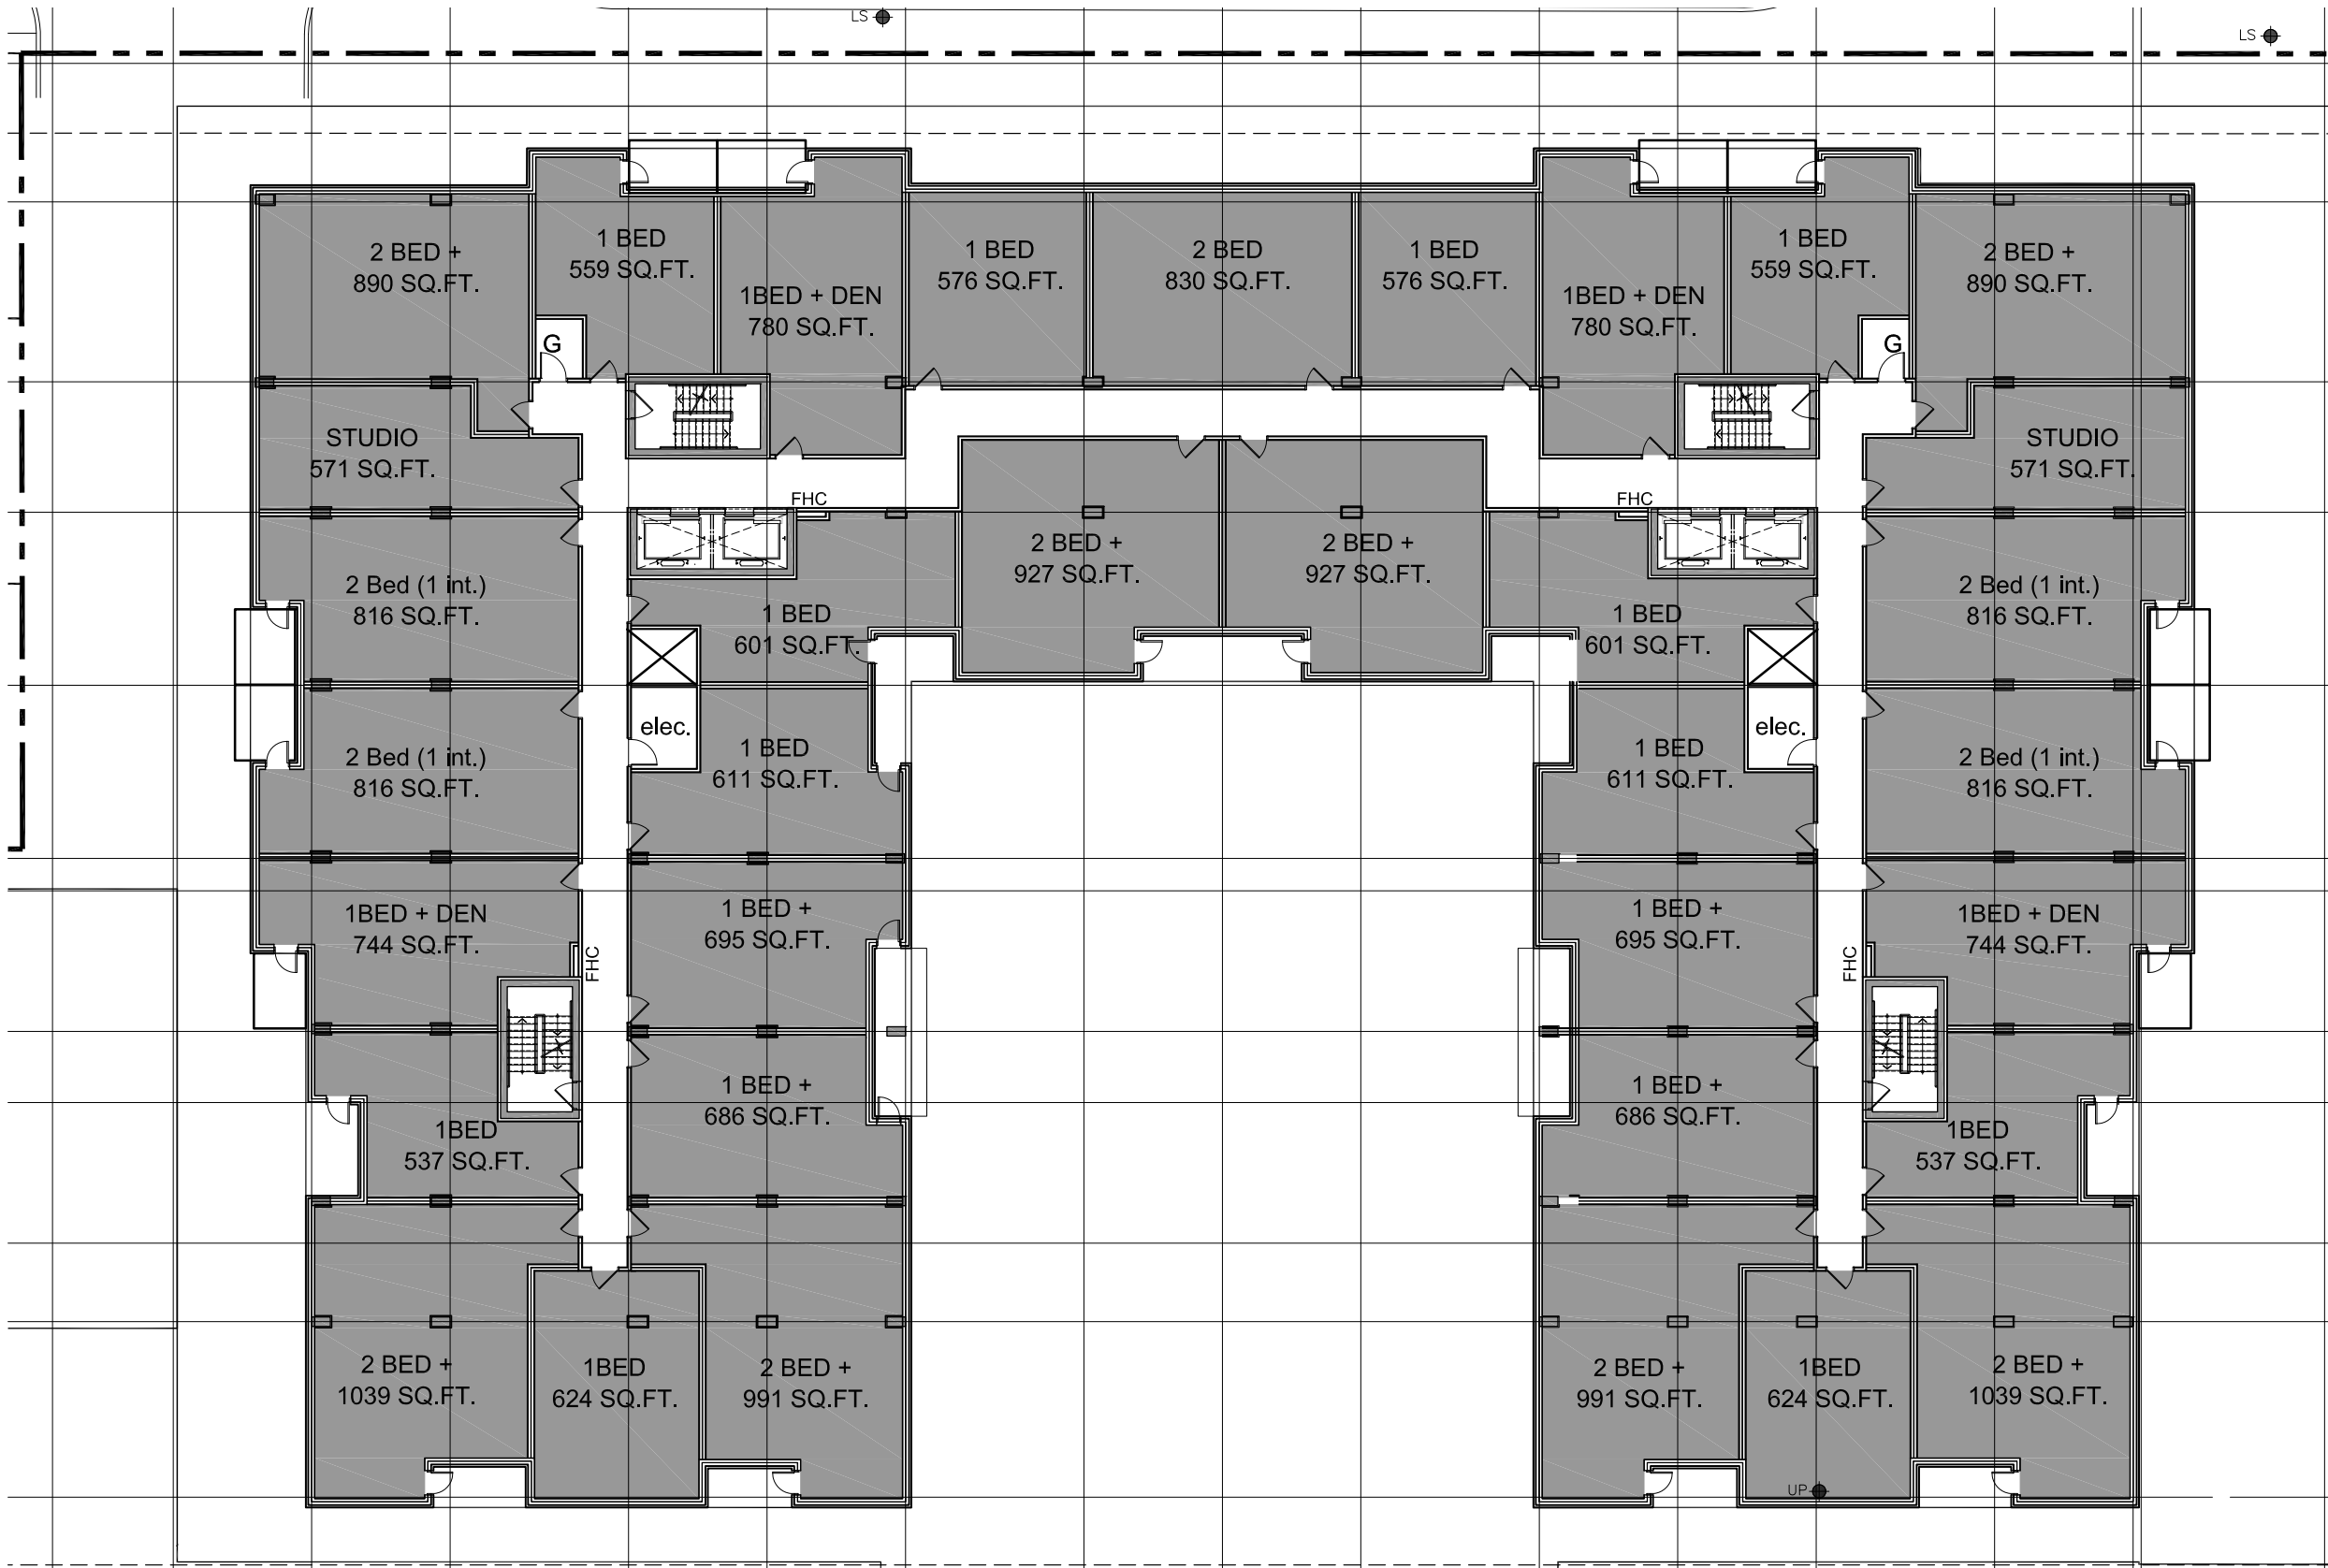 LS
LS
2 BED +
890 SQ.FT.
1 BED
559 SQ.FT.
1BED + DEN
780 SQ.FT.
1 BED
576 SQ.FT.
2 BED
830 SQ.FT.
1 BED
576 SQ.FT.
1BED + DEN
780 SQ.FT.
1 BED
559 SQ.FT.
2 BED +
890 SQ.FT.
G
G
STUDIO
571 SQ.FT.
STUDIO
571 SQ.FT.
FHC
FHC
2 Bed (1 int.)
816 SQ.FT.
1 BED
601 SQ.FT.
2 BED +
927 SQ.FT.
2 BED +
927 SQ.FT.
1 BED
601 SQ.FT.
2 Bed (1 int.)
816 SQ.FT.
2 Bed (1 int.)
816 SQ.FT.
elec.
1 BED
611 SQ.FT.
1 BED
611 SQ.FT.
elec.
2 Bed (1 int.)
816 SQ.FT.
1BED + DEN
744 SQ.FT.
FHC
1 BED +
695 SQ.FT.
1 BED +
695 SQ.FT.
FHC
1BED + DEN
744 SQ.FT.
1BED
537 SQ.FT.
1 BED +
686 SQ.FT.
1 BED +
686 SQ.FT.
1BED
537 SQ.FT.
2 BED +
1039 SQ.FT.
1BED
624 SQ.FT.
2 BED +
991 SQ.FT.
2 BED +
991 SQ.FT.
1BED
624 SQ.FT.
2 BED +
1039 SQ.FT.
UP